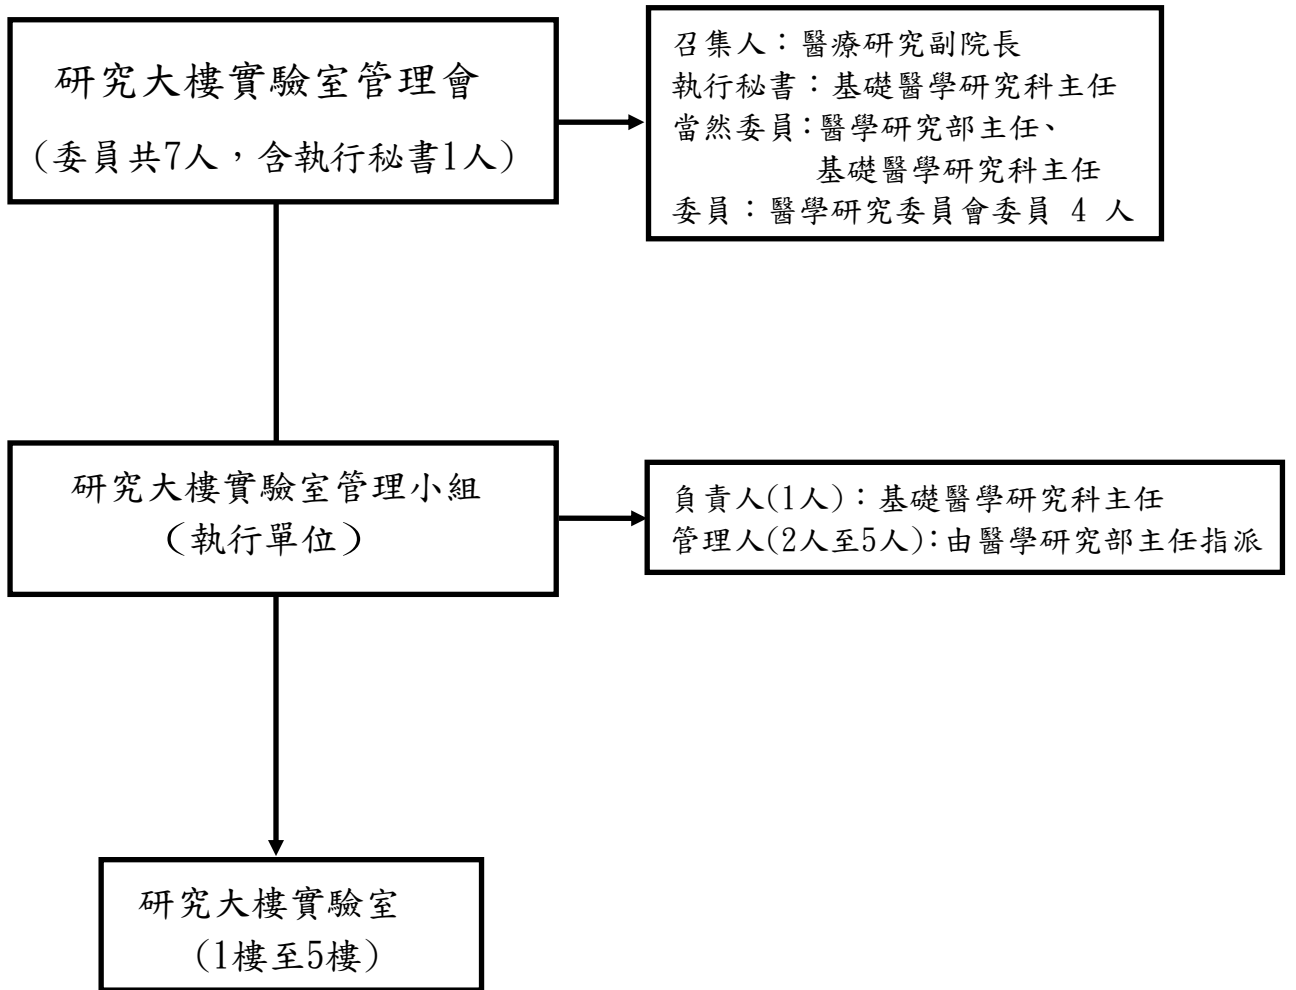 研究大樓實驗室管理會
(委員共7人，含執行秘書1人)
召集人：醫療研究副院長
執行秘書：基礎醫學研究科主任
當然委員：醫學研究部主任、
基礎醫學研究科主任
委員：醫學研究委員會委員 4 人
研究大樓實驗室管理小組
(執行單位)
負責人(1人)：基礎醫學研究科主任
管理人(2人至5人)：由醫學研究部主任指派
研究大樓實驗室
(1樓至5樓)